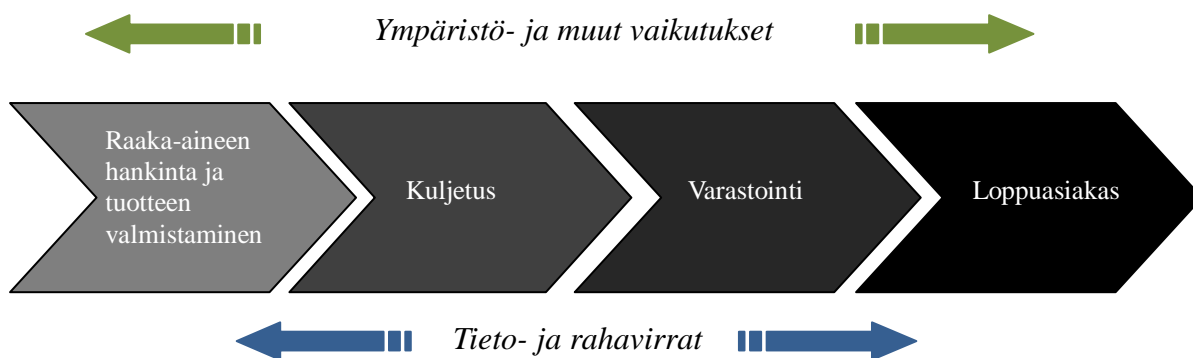 Ympäristö- ja muut vaikutukset
Raaka-aineen
hankinta ja
tuotteen
valmistaminen
Kuljetus
Varastointi
Loppuasiakas
Tieto- ja rahavirrat